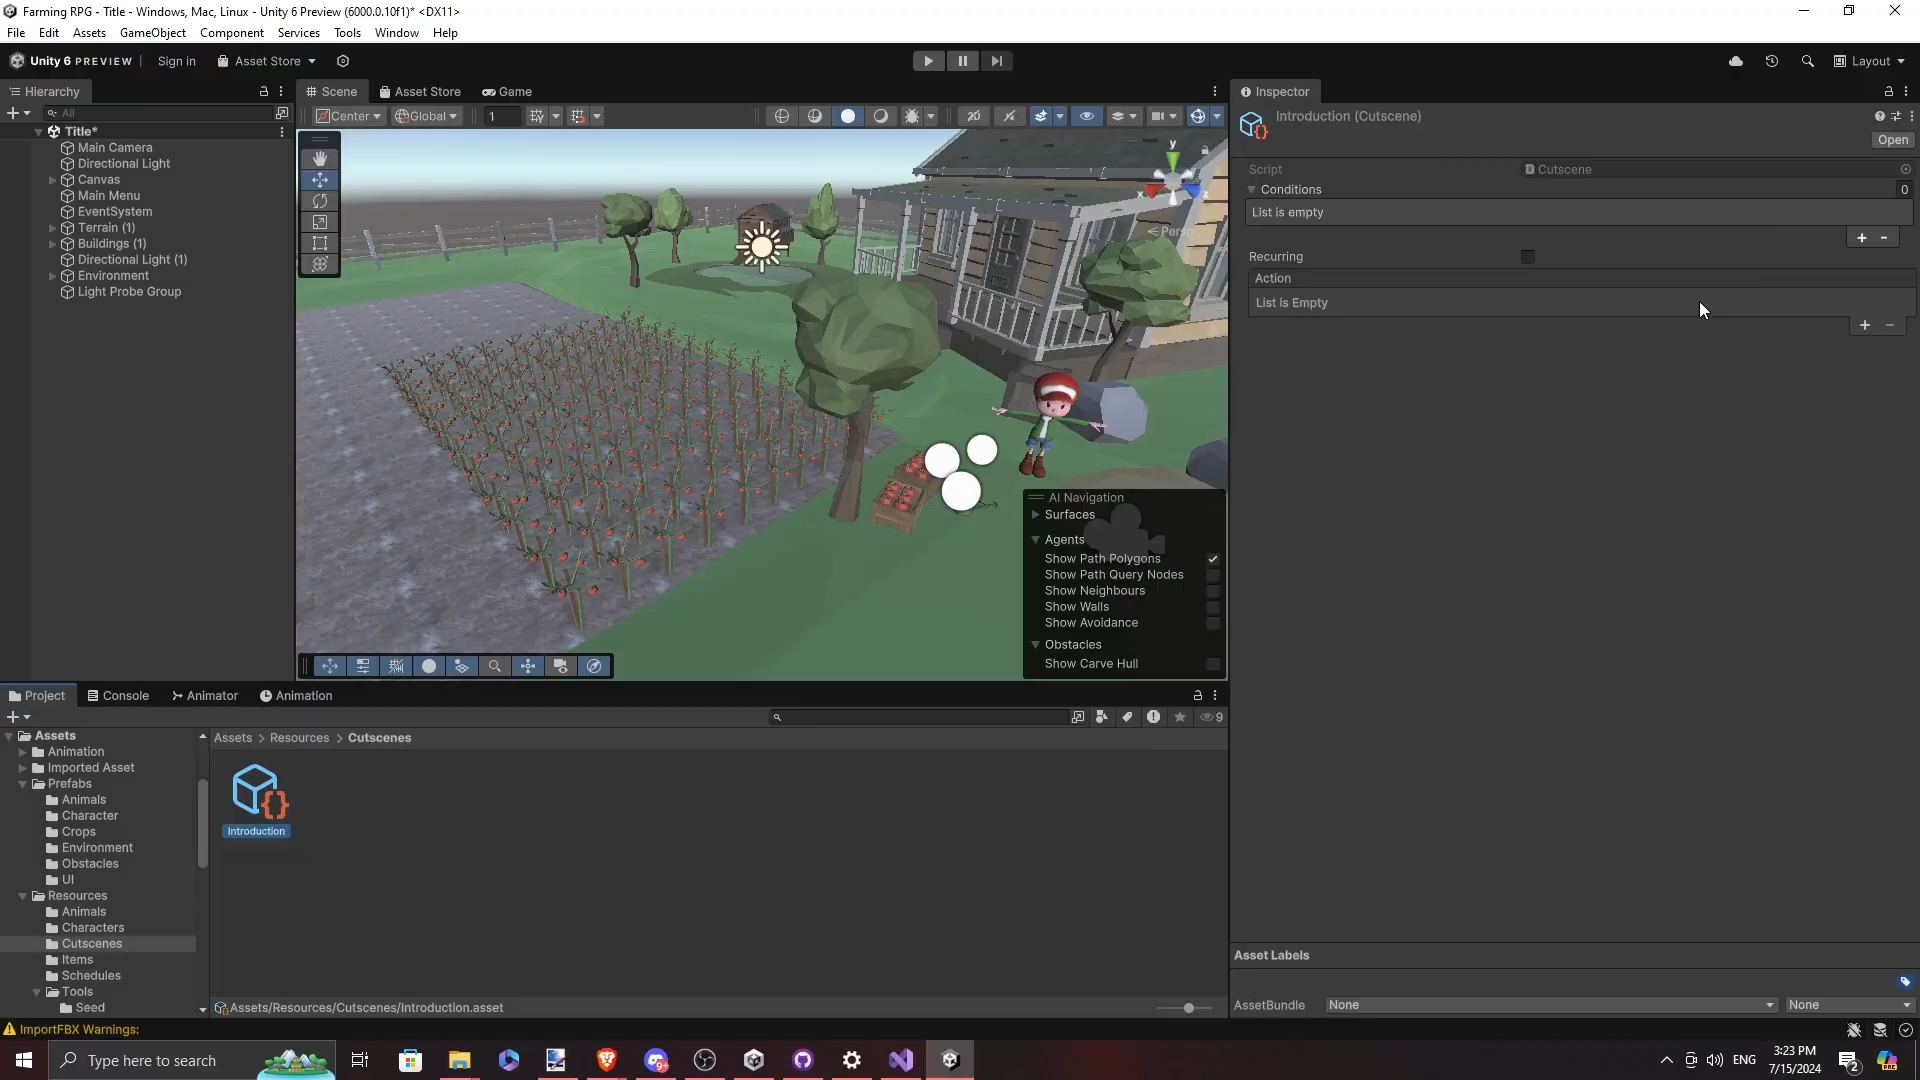 Farming RPG - Title - Windows, Mac, Linux - Unity 6 Preview (6000.0.10f1)* <DX11>
File Edit Assets GameObject Component Services Tools Window Help
Unity 6 PREVIEW Sign in Asset Store Layout
Hierarchy
All
Title*
Main Camera
Directional Light
Canvas
Main Menu
EventSystem
Terrain (1)
Buildings (1)
Directional Light (1)
Environment
Light Probe Group
Scene Asset Store Game
Center Global 1 2D
y
x z
Persp
AI Navigation
Surfaces
Agents
Show Path Polygons
Show Path Query Nodes
Show Neighbours
Show Walls
Show Avoidance
Obstacles
Show Carve Hull
Inspector
Introduction (Cutscene)
Open
Script Cutscene
Conditions 0
List is empty
+ -
Recurring
Action
List is Empty
+ -
Project Console Animator Animation
9
Assets
Animation
Imported Asset
Prefabs
Animals
Character
Crops
Environment
Obstacles
UI
Resources
Animals
Characters
Cutscenes
Items
Schedules
Tools
Seed
Assets > Resources > Cutscenes
Introduction
Assets/Resources/Cutscenes/Introduction.asset
Asset Labels
AssetBundle None None
ImportFBX Warnings:
Type here to search
9+
ENG
3:23 PM
7/15/2024
2
PRE